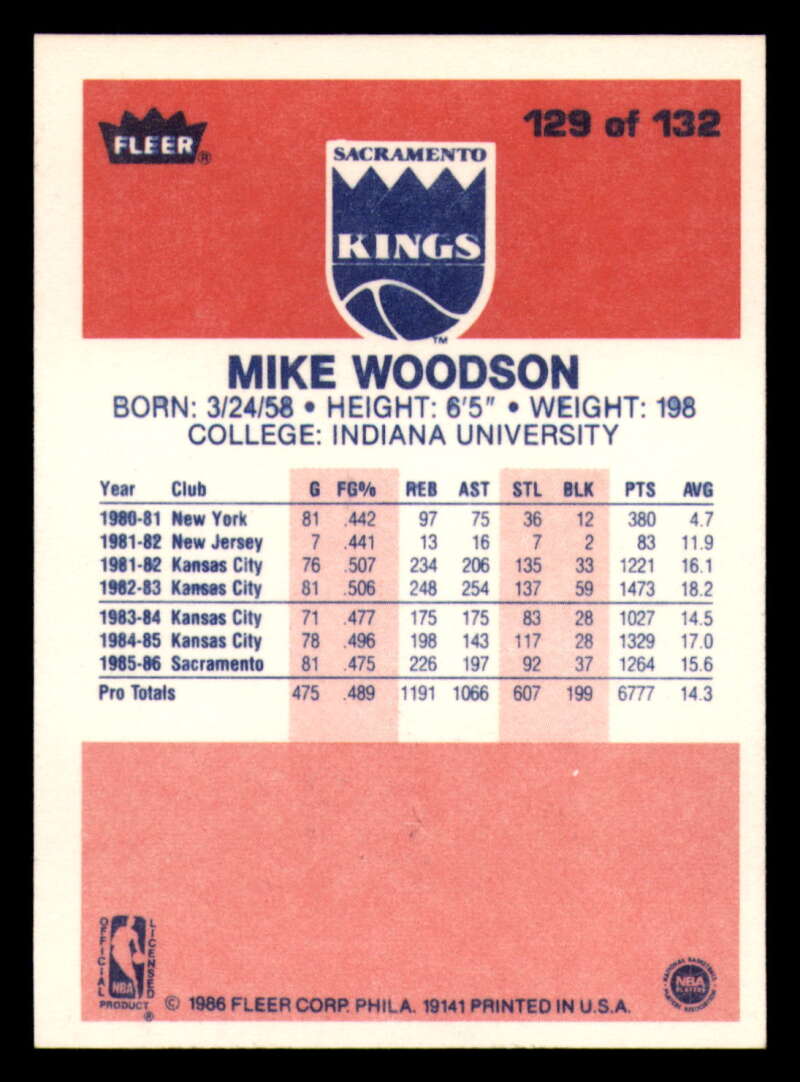 FLEER®
129 of 132
SACRAMENTO
KINGS
TM
MIKE WOODSON
BORN: 3/24/58 • HEIGHT: 6'5" • WEIGHT: 198
COLLEGE: INDIANA UNIVERSITY
Year Club G FG% REB AST STL BLK PTS AVG
1980-81 New York 81 .442 97 75 36 12 380 4.7
1981-82 New Jersey 7 .441 13 16 7 2 83 11.9
1981-82 Kansas City 76 .507 234 206 135 33 1221 16.1
1982-83 Kansas City 81 .506 248 254 137 59 1473 18.2
1983-84 Kansas City 71 .477 175 175 83 28 1027 14.5
1984-85 Kansas City 78 .496 198 143 117 28 1329 17.0
1985-86 Sacramento 81 .475 226 197 92 37 1264 15.6
Pro Totals 475 .489 1191 1066 607 199 6777 14.3
OFFICIAL
NBA
LICENSED
PRODUCT ®
© 1986 FLEER CORP. PHILA. 19141 PRINTED IN U.S.A.
NATIONAL BASKETBALL
NBA
PLAYERS
PLAYERS ASSOCIATION